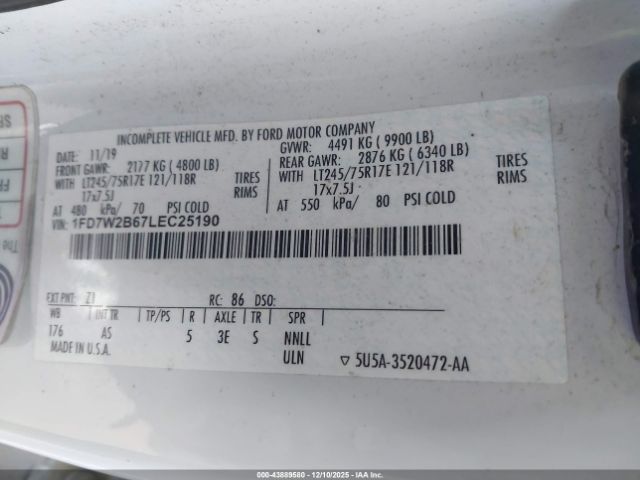 INCOMPLETE VEHICLE MFD. BY FORD MOTOR COMPANY
DATE: 11/19 GVWR: 4491 KG ( 9900 LB)
FRONT GAWR: 2177 KG ( 4800 LB) REAR GAWR: 2876 KG ( 6340 LB)
WITH LT245/75R17E 121/118R TIRES WITH LT245/75R17E 121/118R TIRES
17x7.5J RIMS 17x7.5J RIMS
AT 480 kPa/ 70 PSI COLD AT 550 kPa/ 80 PSI COLD
VIN: 1FD7W2B67LEC25190
EXT PNT: Z1 RC: 86 DSO:
WB INT TR TP/PS R AXLE TR SPR
176 AS 5 3E S NNLL
MADE IN U.S.A. ULN ▽ 5U5A-3520472-AA
The
000-43889580 - 12/10/2025 - IAA Inc.